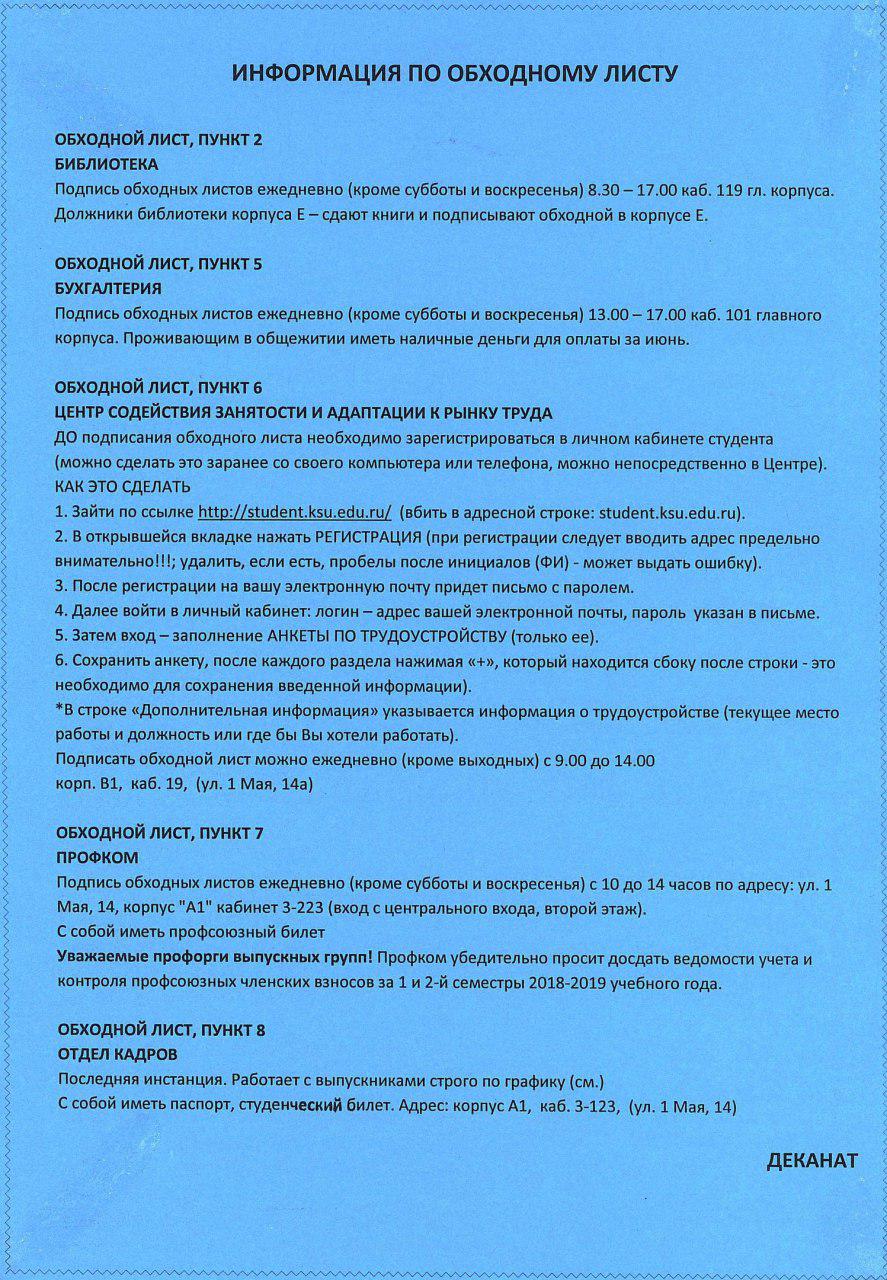 ИНФОРМАЦИЯ ПО ОБХОДНОМУ ЛИСТУ
ОБХОДНОЙ ЛИСТ, ПУНКТ 2
БИБЛИОТЕКА
Подпись обходных листов ежедневно (кроме субботы и воскресенья) 8.30 – 17.00 каб. 119 гл. корпуса.
Должники библиотеки корпуса Е – сдают книги и подписывают обходной в корпусе Е.
ОБХОДНОЙ ЛИСТ, ПУНКТ 5
БУХГАЛТЕРИЯ
Подпись обходных листов ежедневно (кроме субботы и воскресенья) 13.00 – 17.00 каб. 101 главного
корпуса. Проживающим в общежитии иметь наличные деньги для оплаты за июнь.
ОБХОДНОЙ ЛИСТ, ПУНКТ 6
ЦЕНТР СОДЕЙСТВИЯ ЗАНЯТОСТИ И АДАПТАЦИИ К РЫНКУ ТРУДА
ДО подписания обходного листа необходимо зарегистрироваться в личном кабинете студента
(можно сделать это заранее со своего компьютера или телефона, можно непосредственно в Центре).
КАК ЭТО СДЕЛАТЬ
1. Зайти по ссылке http://student.ksu.edu.ru/ (вбить в адресной строке: student.ksu.edu.ru).
2. В открывшейся вкладке нажать РЕГИСТРАЦИЯ (при регистрации следует вводить адрес предельно
внимательно!!!; удалить, если есть, пробелы после инициалов (ФИ) - может выдать ошибку).
3. После регистрации на вашу электронную почту придет письмо с паролем.
4. Далее войти в личный кабинет: логин – адрес вашей электронной почты, пароль указан в письме.
5. Затем вход – заполнение АНКЕТЫ ПО ТРУДОУСТРОЙСТВУ (только ее).
6. Сохранить анкету, после каждого раздела нажимая «+», который находится сбоку после строки - это
необходимо для сохранения введенной информации).
*В строке «Дополнительная информация» указывается информация о трудоустройстве (текущее место
работы и должность или где бы Вы хотели работать).
Подписать обходной лист можно ежедневно (кроме выходных) с 9.00 до 14.00
корп. В1, каб. 19, (ул. 1 Мая, 14а)
ОБХОДНОЙ ЛИСТ, ПУНКТ 7
ПРОФКОМ
Подпись обходных листов ежедневно (кроме субботы и воскресенья) с 10 до 14 часов по адресу: ул. 1
Мая, 14, корпус "А1" кабинет 3-223 (вход с центрального входа, второй этаж).
С собой иметь профсоюзный билет
Уважаемые профорги выпускных групп! Профком убедительно просит досдать ведомости учета и
контроля профсоюзных членских взносов за 1 и 2-й семестры 2018-2019 учебного года.
ОБХОДНОЙ ЛИСТ, ПУНКТ 8
ОТДЕЛ КАДРОВ
Последняя инстанция. Работает с выпускниками строго по графику (см.)
С собой иметь паспорт, студенческий билет. Адрес: корпус А1, каб. 3-123, (ул. 1 Мая, 14)
ДЕКАНАТ